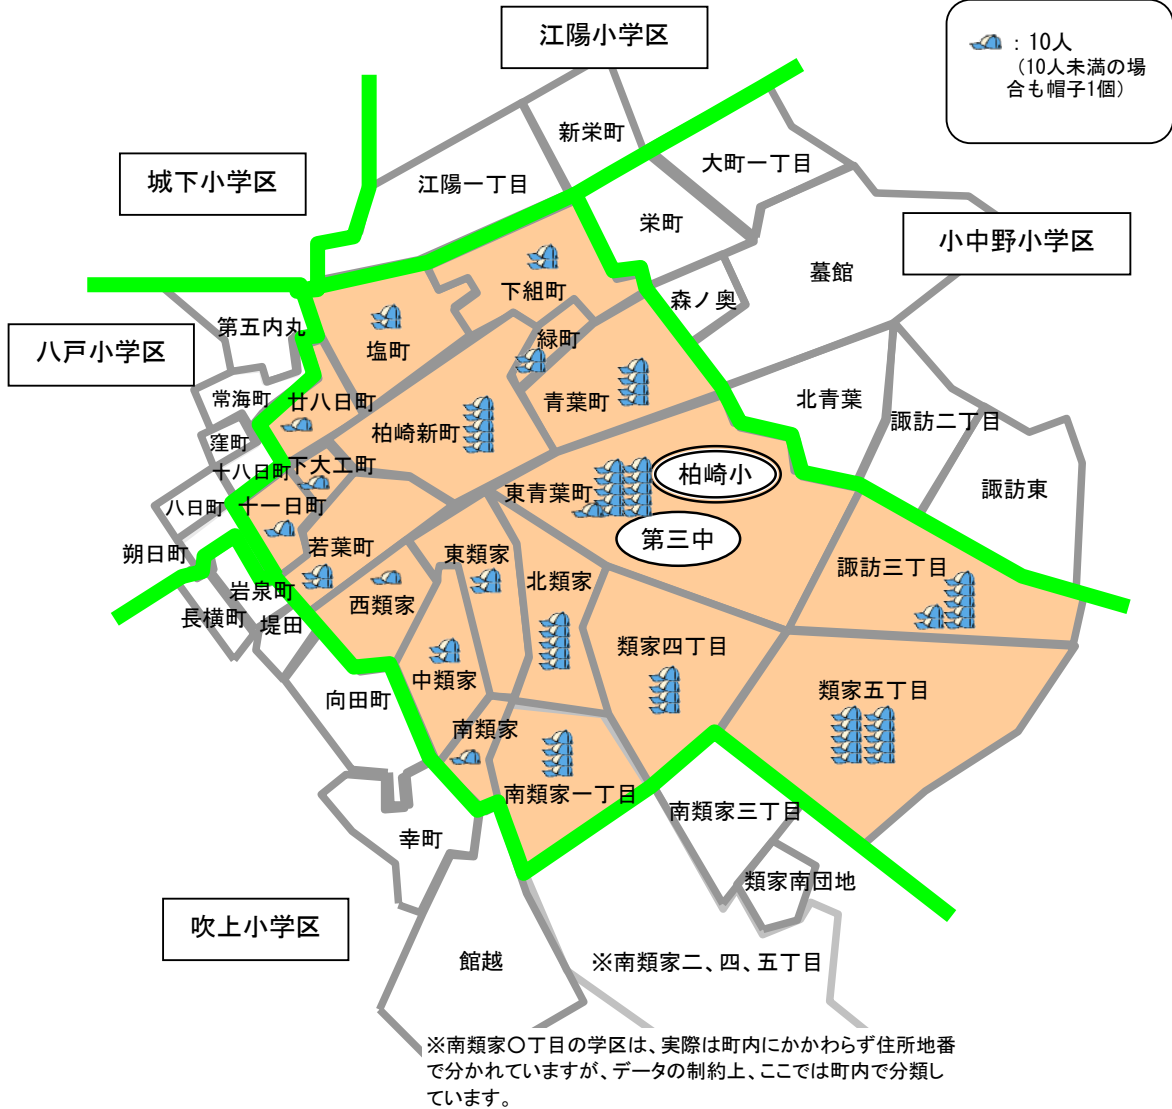 江陽小学区
：10人
（10人未満の場
合も帽子1個）
新栄町
大町一丁目
城下小学区
江陽一丁目
栄町
小中野小学区
蟇館
下組町
森ノ奥
第五内丸
塩町
緑町
八戸小学区
常海町
廿八日町
青葉町
北青葉
柏崎新町
諏訪二丁目
窪町
十八日町
下大工町
柏崎小
諏訪東
八日町
十一日町
東青葉町
第三中
朔日町
若葉町
東類家
諏訪三丁目
岩泉町
西類家
北類家
長横町
堤田
類家四丁目
中類家
類家五丁目
向田町
南類家
南類家一丁目
南類家三丁目
幸町
類家南団地
吹上小学区
館越
※南類家二、四、五丁目
※南類家〇丁目の学区は、実際は町内にかかわらず住所地番
で分かれていますが、データの制約上、ここでは町内で分類し
ています。